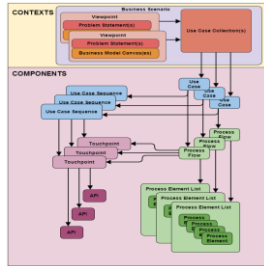 CONTEXTS
Business Scenario
Viewpoint
Problem Statement(s)
Viewpoint
Problem Statement(s)
Business Model Canvas(es)
Use Case Collection(s)
COMPONENTS
Use Case Sequence
Use Case Sequence
Use Case Sequence
Use
Case
Use
Case
Use
Case
Touchpoint
Touchpoint
Touchpoint
Process
Flow
Process
Flow
Process
Flow
API
API
API
Process Element List
Process Element List
Process Element List
Process
Element